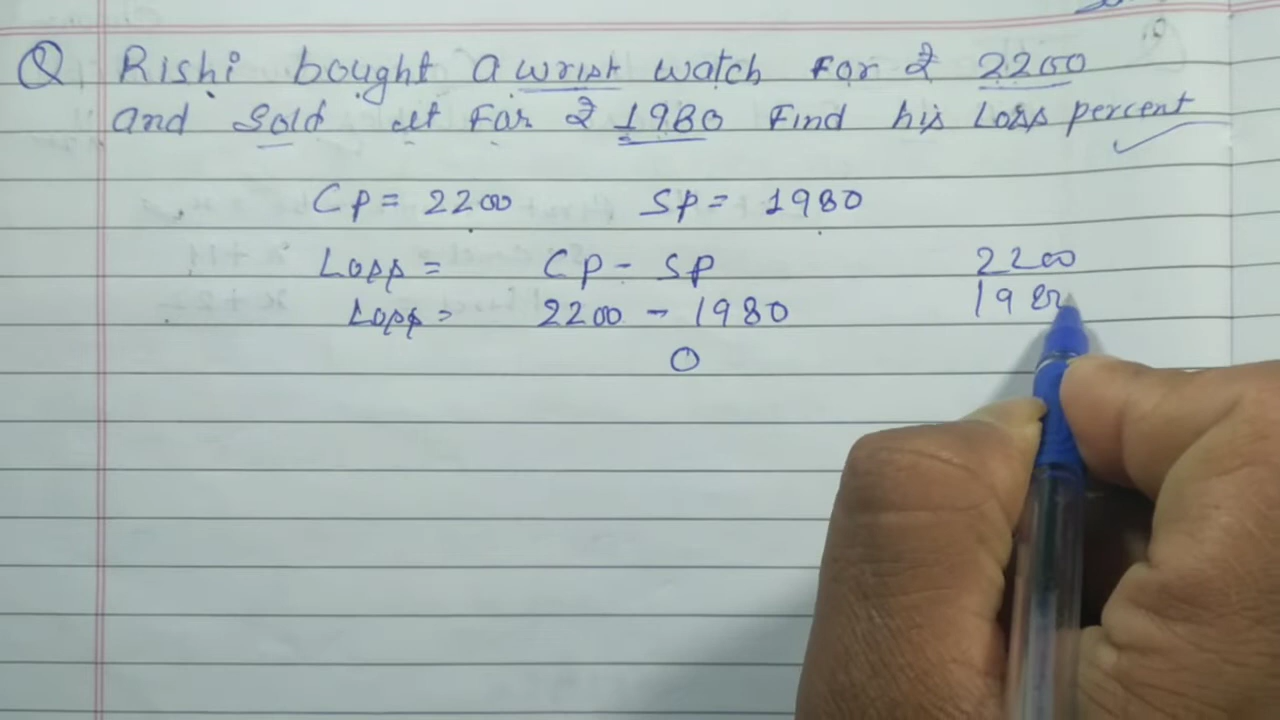 Q Rishi bought a wrist watch For ₹ 2200
and Sold it For ₹ 1980 Find his Loss percent
Cp = 2200 SP = 1980
Loss = CP - SP 2200
Loss = 2200 - 1980 198
0